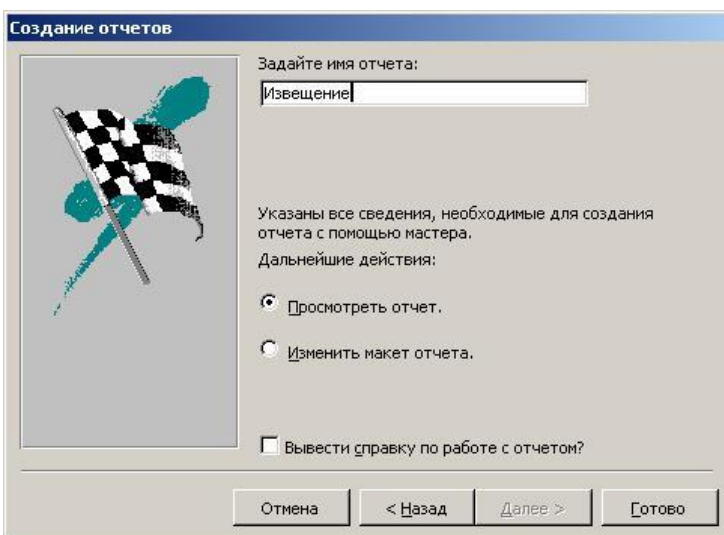 Создание отчетов
Задайте имя отчета:
Извещение
Указаны все сведения, необходимые для создания
отчета с помощью мастера.
Дальнейшие действия:
Просмотреть отчет.
Изменить макет отчета.
Вывести справку по работе с отчетом?
Отмена
< Назад
Далее >
Готово